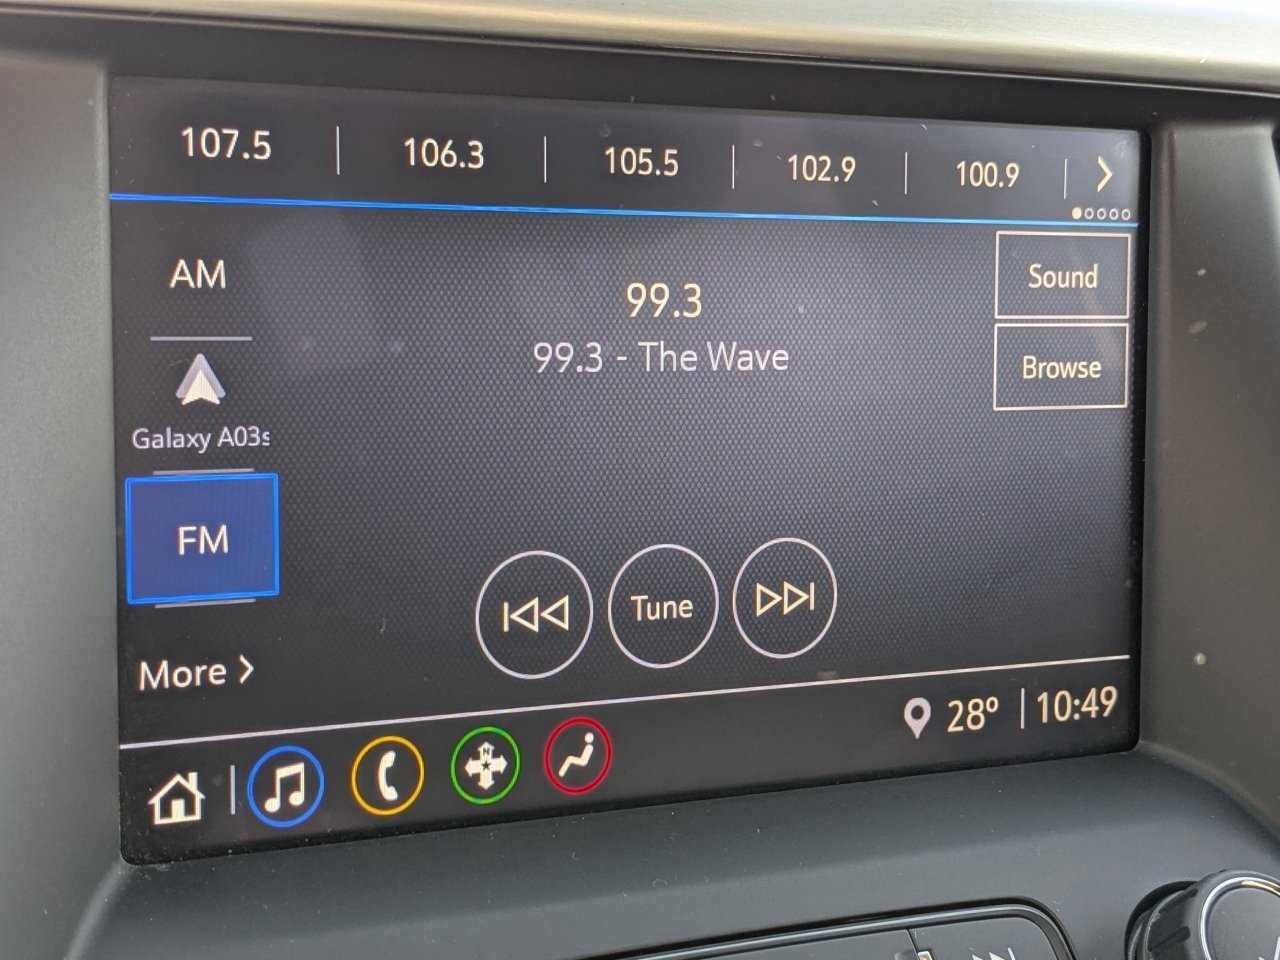 107.5 106.3 105.5 102.9 100.9
AM
99.3
Sound
99.3 - The Wave
Browse
Galaxy A03s
FM
Tune
More
28° 10:49
N